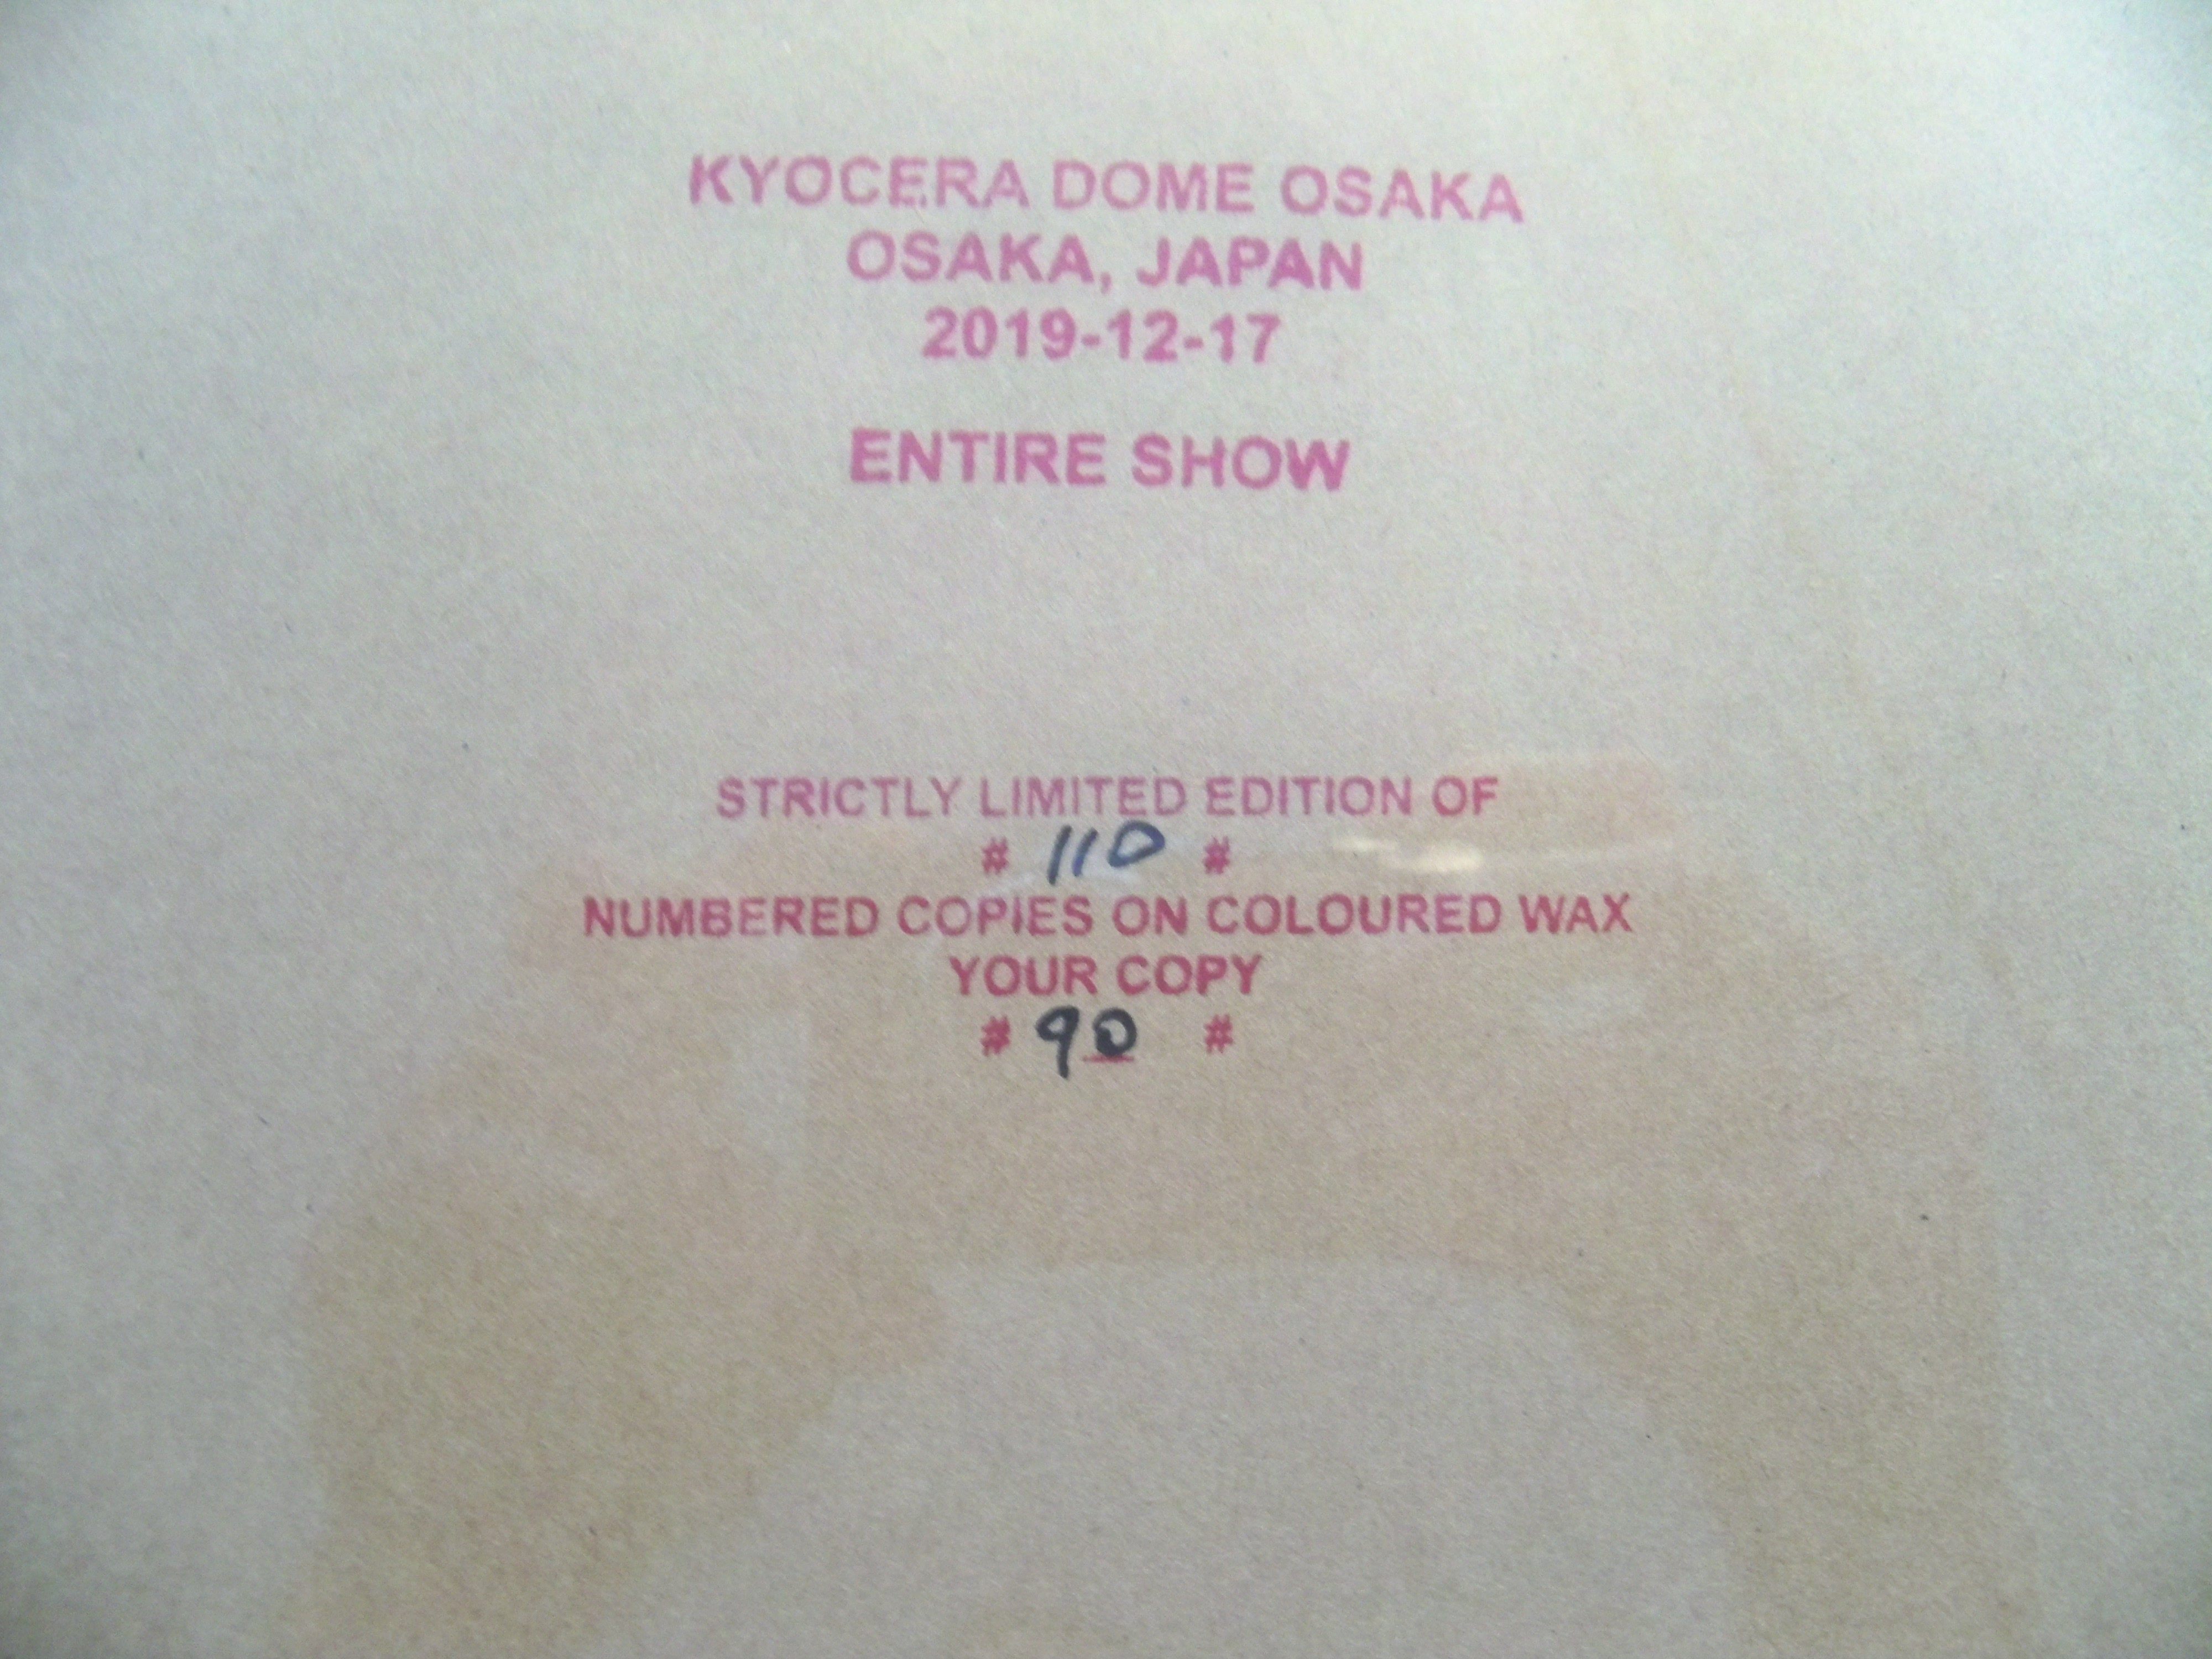 KYOCERA DOME OSAKA
OSAKA, JAPAN
2019-12-17
ENTIRE SHOW
STRICTLY LIMITED EDITION OF
# 110 #
NUMBERED COPIES ON COLOURED WAX
YOUR COPY
# 90 #